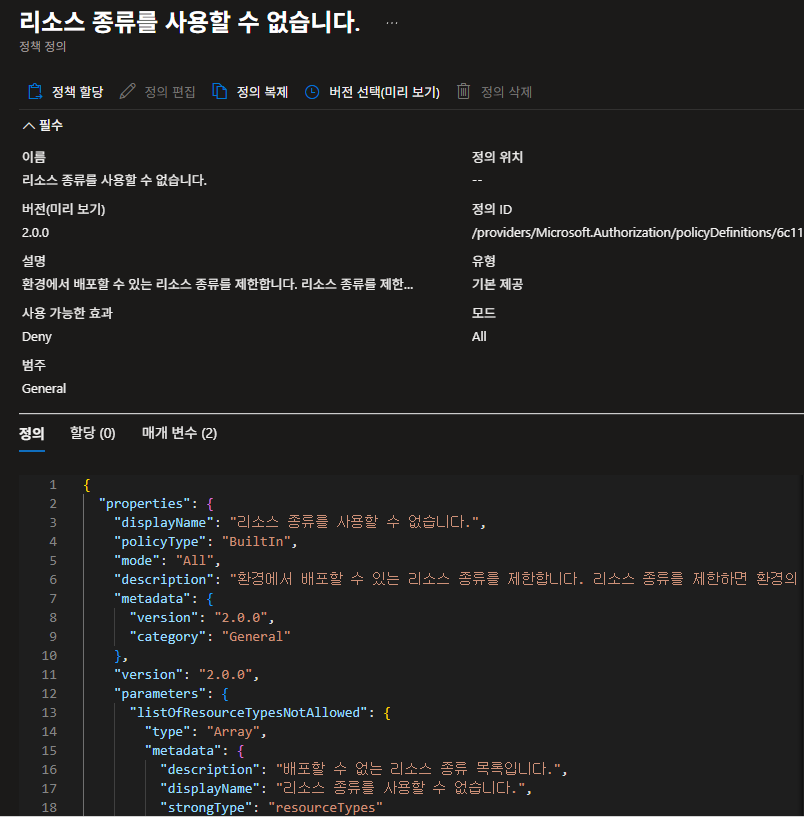 리소스 종류를 사용할 수 없습니다. ...
정책 정의
정책 할당 정의 편집 정의 복제 버전 선택(미리 보기) 정의 삭제
필수
이름
리소스 종류를 사용할 수 없습니다.
버전(미리 보기)
2.0.0
설명
환경에서 배포할 수 있는 리소스 종류를 제한합니다. 리소스 종류를 제한...
사용 가능한 효과
Deny
범주
General
정의 위치
--
정의 ID
/providers/Microsoft.Authorization/policyDefinitions/6c11
유형
기본 제공
모드
All
정의 할당 (0) 매개 변수 (2)
1 {
2 "properties": {
3 "displayName": "리소스 종류를 사용할 수 없습니다.",
4 "policyType": "BuiltIn",
5 "mode": "All",
6 "description": "환경에서 배포할 수 있는 리소스 종류를 제한합니다. 리소스 종류를 제한하면 환경의
7 "metadata": {
8 "version": "2.0.0",
9 "category": "General"
10 },
11 "version": "2.0.0",
12 "parameters": {
13 "listOfResourceTypesNotAllowed": {
14 "type": "Array",
15 "metadata": {
16 "description": "배포할 수 없는 리소스 종류 목록입니다.",
17 "displayName": "리소스 종류를 사용할 수 없습니다.",
18 "strongType": "resourceTypes"